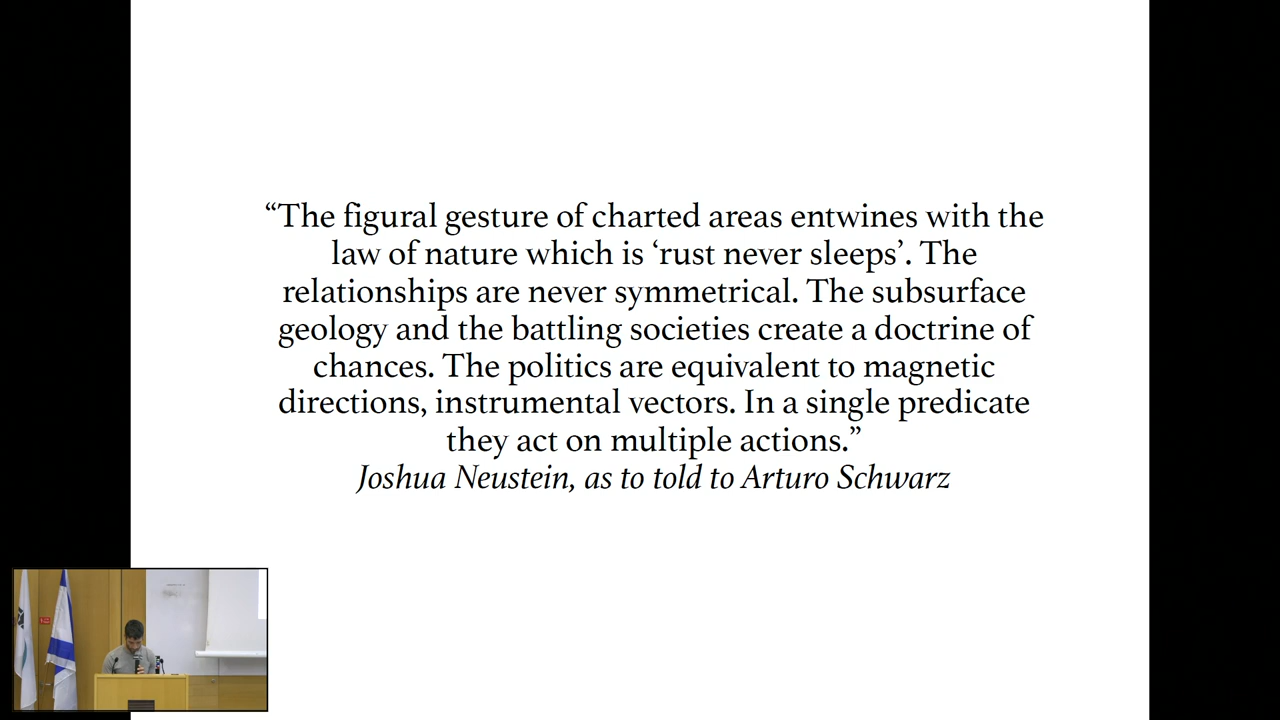 “The figural gesture of charted areas entwines with the
law of nature which is ‘rust never sleeps’. The
relationships are never symmetrical. The subsurface
geology and the battling societies create a doctrine of
chances. The politics are equivalent to magnetic
directions, instrumental vectors. In a single predicate
they act on multiple actions.”
Joshua Neustein, as to told to Arturo Schwarz